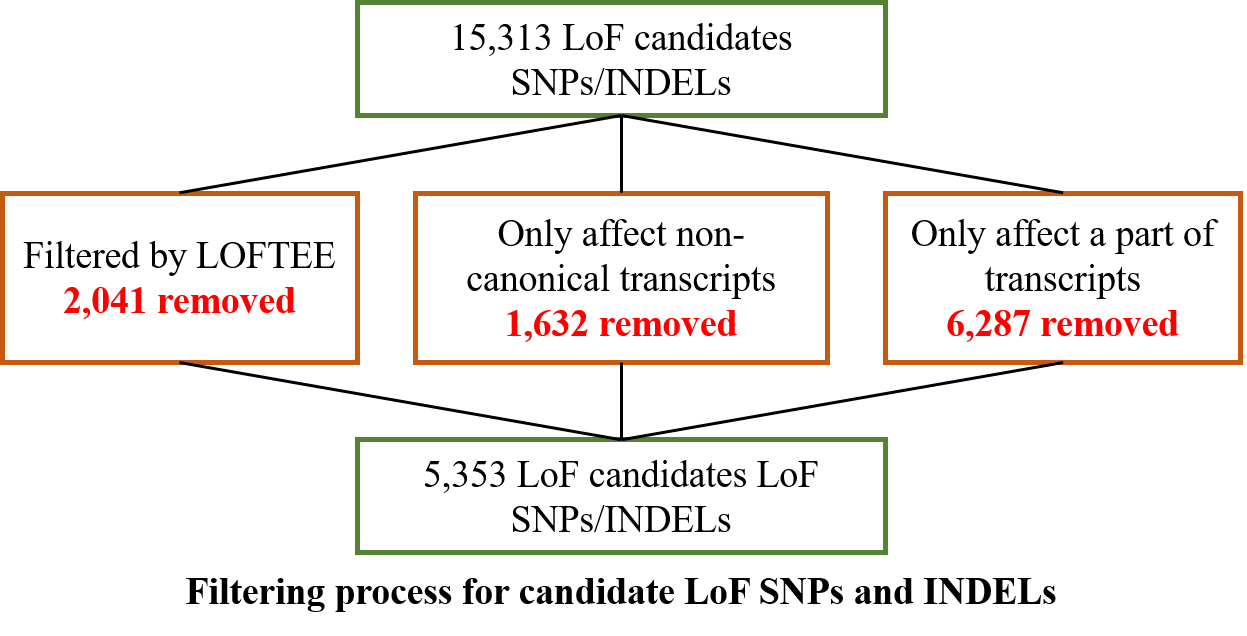 15,313 LoF candidates
SNPs/INDELs
Filtered by LOFTEE
2,041 removed
Only affect non-
canonical transcripts
1,632 removed
Only affect a part of
transcripts
6,287 removed
5,353 LoF candidates LoF
SNPs/INDELs
Filtering process for candidate LoF SNPs and INDELs